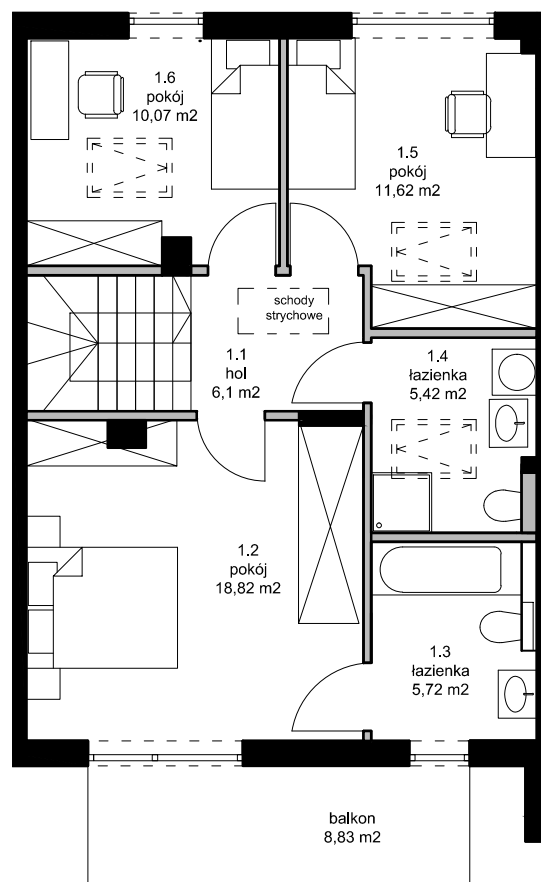 1.6
pokój
10,07 m2
1.5
pokój
11,62 m2
schody
strychowe
1.1
hol
6,1 m2
1.4
łazienka
5,42 m2
1.2
pokój
18,82 m2
1.3
łazienka
5,72 m2
balkon
8,83 m2